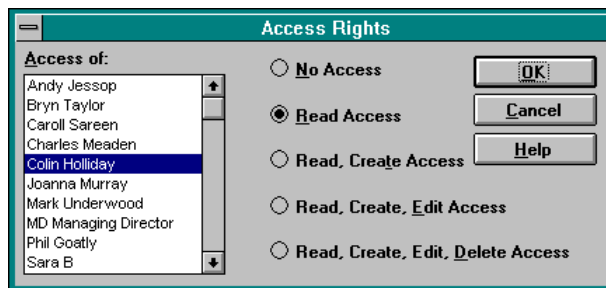 Access Rights
Access of:
Andy Jessop
Bryn Taylor
Caroll Sareen
Charles Meaden
Colin Holliday
Joanna Murray
Mark Underwood
MD Managing Director
Phil Goatly
Sara B
No Access
Read Access
Read, Create Access
Read, Create, Edit Access
Read, Create, Edit, Delete Access
OK
Cancel
Help